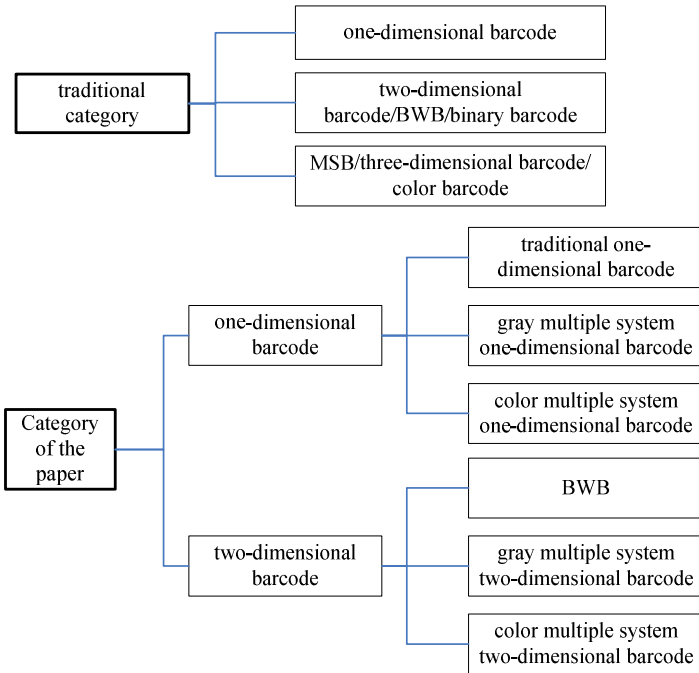 one-dimensional barcode
traditional
category
two-dimensional
barcode/BWB/binary barcode
MSB/three-dimensional barcode/
color barcode
traditional one-
dimensional barcode
one-dimensional
barcode
gray multiple system
one-dimensional barcode
color multiple system
one-dimensional barcode
Category
of the
paper
BWB
two-dimensional
barcode
gray multiple system
two-dimensional barcode
color multiple system
two-dimensional barcode